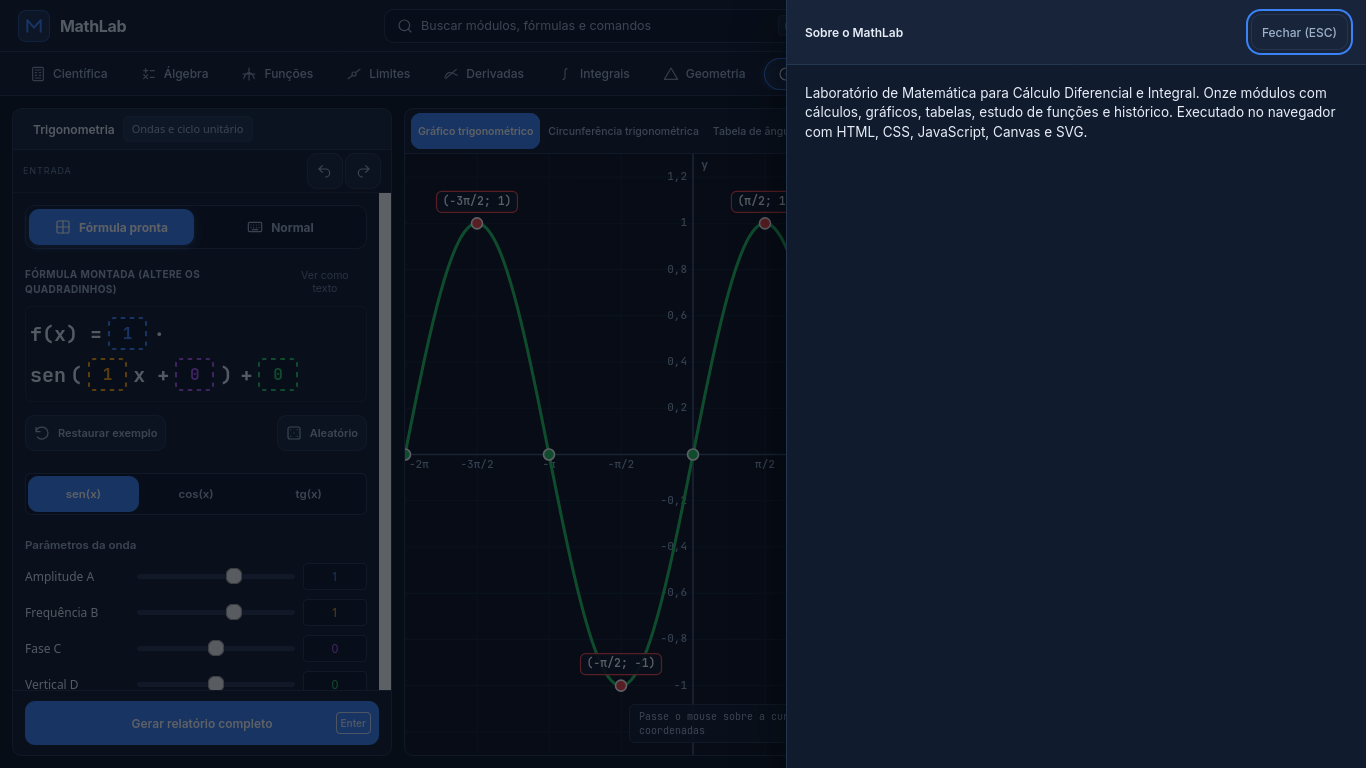 MathLab
Buscar módulos, fórmulas e comandos
Científica
Álgebra
Funções
Limites
Derivadas
Integrais
Geometria
Trigonometria
Ondas e ciclo unitário
ENTRADA
Fórmula pronta
Normal
FÓRMULA MONTADA (ALTERE OS
QUADRADINHOS)
Ver como
texto
f(x) = 1 ·
sen ( 1 x + 0 ) + 0
Restaurar exemplo
Aleatório
sen(x)
cos(x)
tg(x)
Parâmetros da onda
Amplitude A
1
Frequência B
1
Fase C
0
Vertical D
0
Gerar relatório completo
Enter
Gráfico trigonométrico
Circunferência trigonométrica
Tabela de ângu
y
1,2
1
0,8
0,6
0,4
0,2
-0,2
-0,4
-0,6
-0,8
-1
-2π
-3π/2
-π
-π/2
π/2
(-3π/2; 1)
(π/2; 1
(-π/2; -1)
Passe o mouse sobre a cur
coordenadas
Sobre o MathLab
Fechar (ESC)
Laboratório de Matemática para Cálculo Diferencial e Integral. Onze módulos com
cálculos, gráficos, tabelas, estudo de funções e histórico. Executado no navegador
com HTML, CSS, JavaScript, Canvas e SVG.